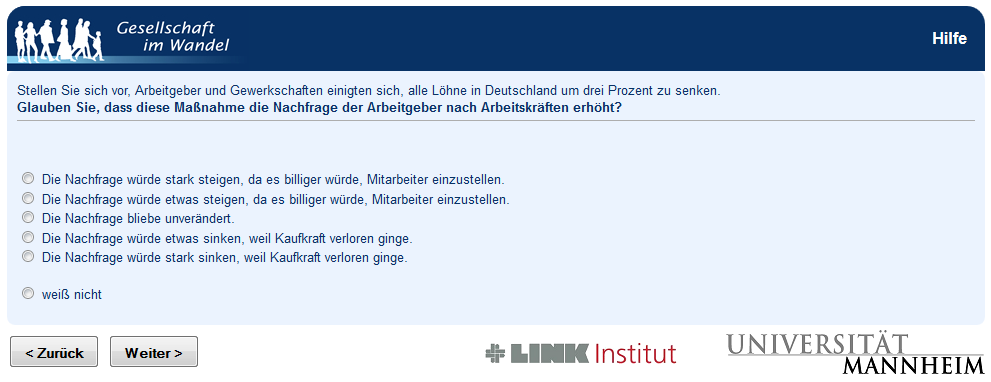 Gesellschaft
im Wandel
Hilfe
Stellen Sie sich vor, Arbeitgeber und Gewerkschaften einigten sich, alle Löhne in Deutschland um drei Prozent zu senken.
Glauben Sie, dass diese Maßnahme die Nachfrage der Arbeitgeber nach Arbeitskräften erhöht?
Die Nachfrage würde stark steigen, da es billiger würde, Mitarbeiter einzustellen.
Die Nachfrage würde etwas steigen, da es billiger würde, Mitarbeiter einzustellen.
Die Nachfrage bliebe unverändert.
Die Nachfrage würde etwas sinken, weil Kaufkraft verloren ginge.
Die Nachfrage würde stark sinken, weil Kaufkraft verloren ginge.
weiß nicht
< Zurück
Weiter >
LINK Institut
UNIVERSITÄT
MANNHEIM